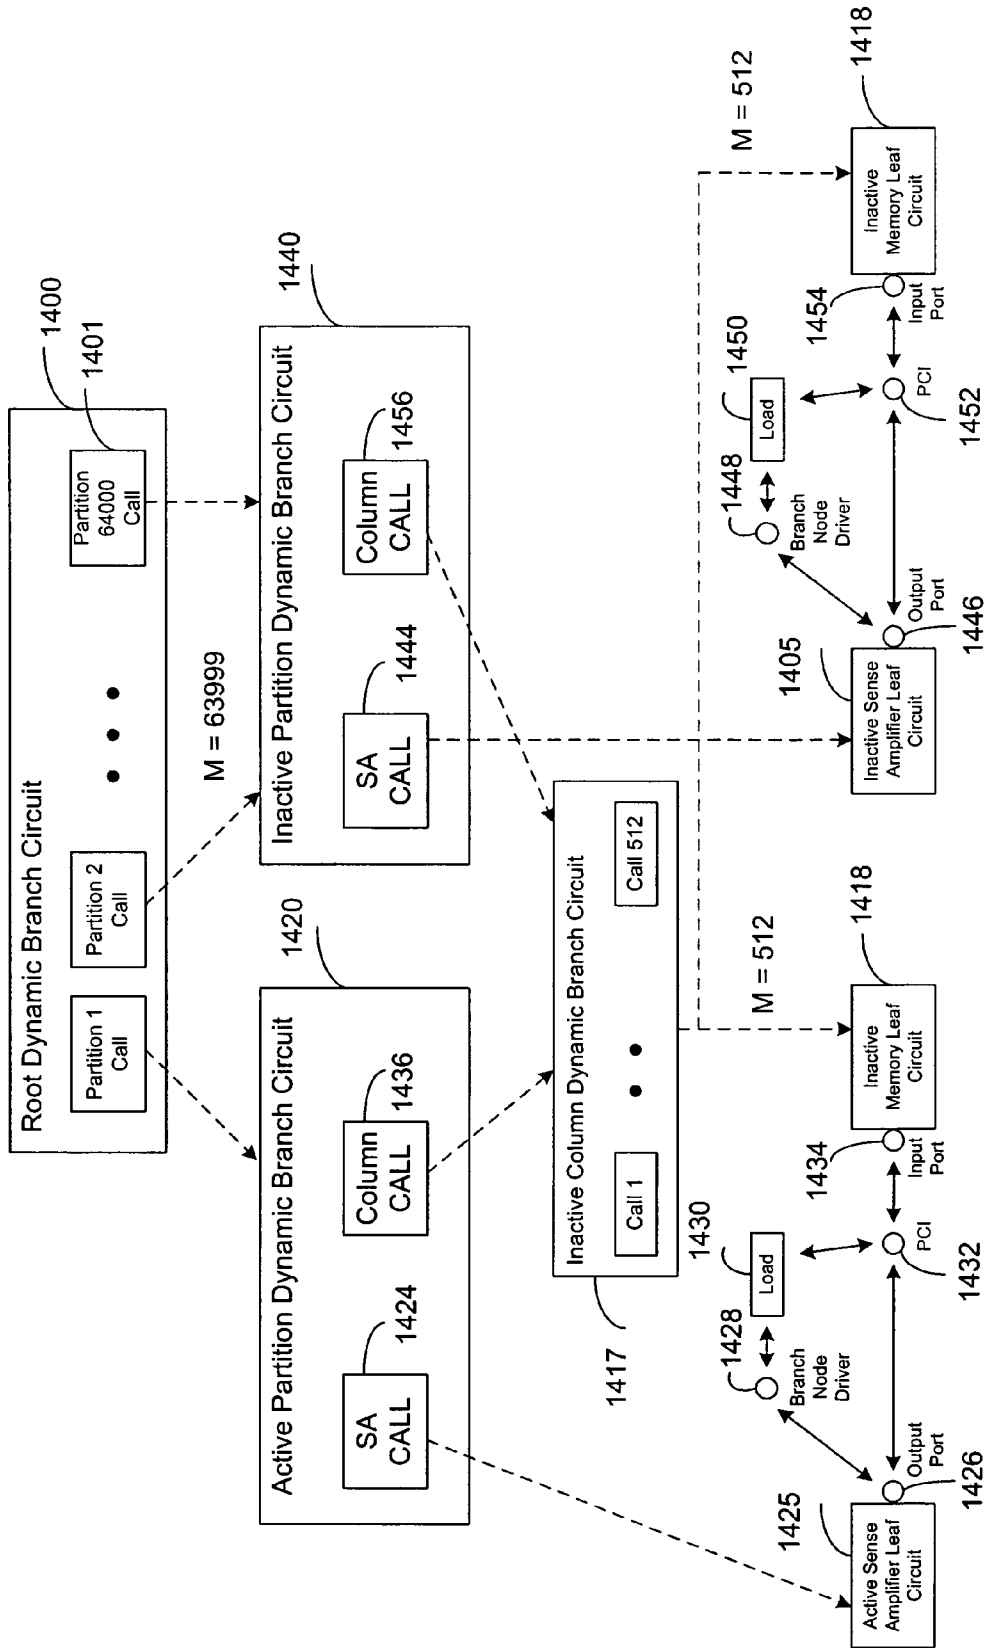 Root Dynamic Branch Circuit
1400
Partition 1
Call
Partition 2
Call
Partition
64000
Call
1401
M = 63999
Active Partition Dynamic Branch Circuit
1420
SA
CALL
1424
Column
CALL
1436
Inactive Partition Dynamic Branch Circuit
1440
SA
CALL
1444
Column
CALL
1456
Inactive Column Dynamic Branch Circuit
1417
Call 1
Call 512
M = 512
M = 512
Active Sense
Amplifier Leaf
Circuit
1425
Output
Port
1426
Branch
Node
Driver
1428
Load
1430
PCI
1432
Input
Port
1434
Inactive
Memory Leaf
Circuit
1418
Inactive Sense
Amplifier Leaf
Circuit
1405
Output
Port
1446
Branch
Node
Driver
1448
Load
1450
PCI
1452
Input
Port
1454
Inactive
Memory Leaf
Circuit
1418